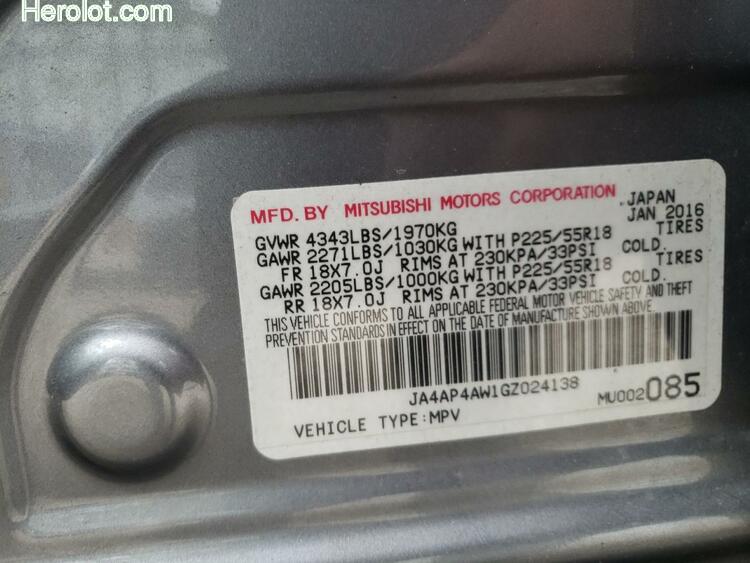 Herolot.com
MFD. BY MITSUBISHI MOTORS CORPORATION JAPAN
GVWR 4343LBS/1970KG JAN 2016
GAWR 2271LBS/1030KG WITH P225/55R18 TIRES
FR 18X7.0J RIMS AT 230KPA/33PSI COLD.
GAWR 2205LBS/1000KG WITH P225/55R18 TIRES
RR 18X7.0J RIMS AT 230KPA/33PSI COLD.
THIS VEHICLE CONFORMS TO ALL APPLICABLE FEDERAL MOTOR VEHICLE SAFETY AND THEFT
PREVENTION STANDARDS IN EFFECT ON THE DATE OF MANUFACTURE SHOWN ABOVE.
JA4AP4AW1GZ024138
VEHICLE TYPE:MPV MU002085